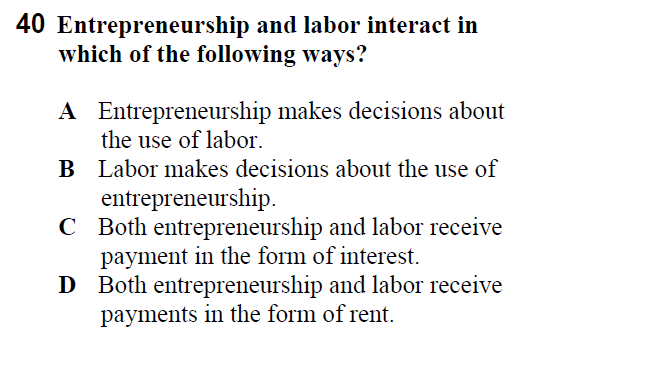 40 Entrepreneurship and labor interact in
which of the following ways?
A Entrepreneurship makes decisions about
the use of labor.
B Labor makes decisions about the use of
entrepreneurship.
C Both entrepreneurship and labor receive
payment in the form of interest.
D Both entrepreneurship and labor receive
payments in the form of rent.